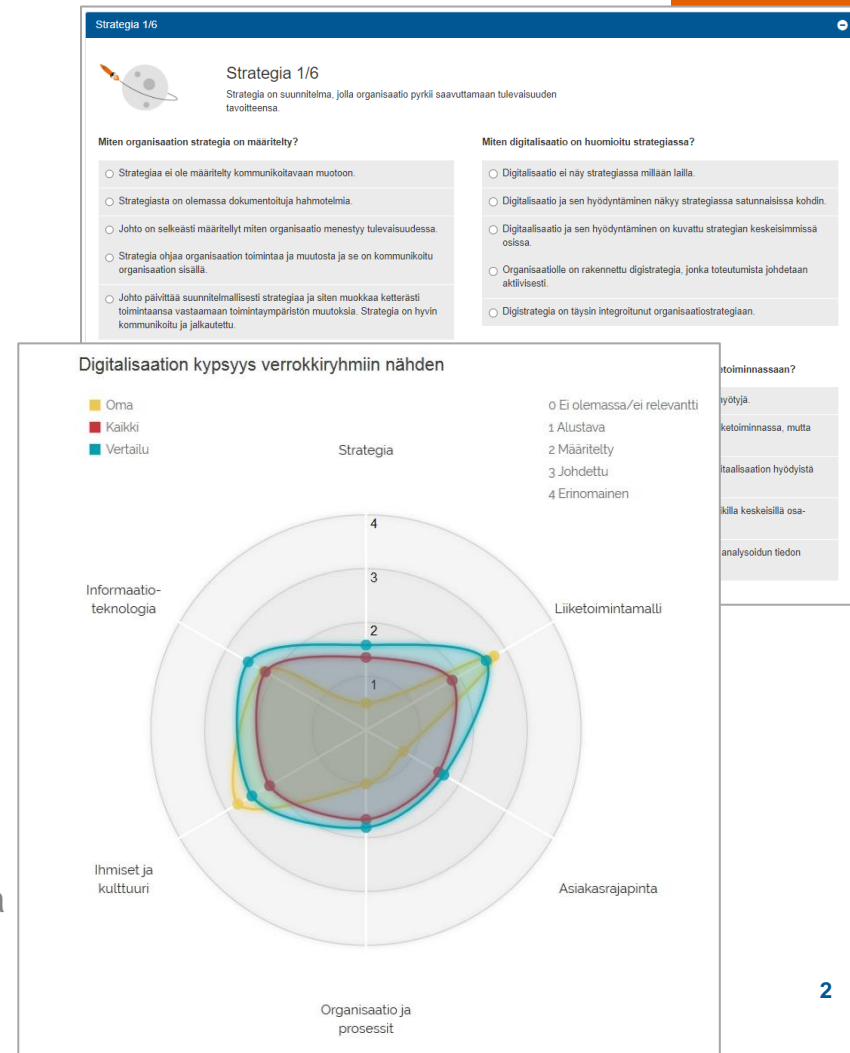 Strategia 1/6
Strategia 1/6
Strategia on suunnitelma, jolla organisaatio pyrkii saavuttamaan tulevaisuuden
tavoitteensa.
Miten organisaation strategia on määritelty?
Strategiaa ei ole määritelty kommunikoitavaan muotoon.
Strategiasta on olemassa dokumentoituja hahmotelmia.
Johto on selkeästi määritellyt miten organisaatio menestyy tulevaisuudessa.
Strategia ohjaa organisaation toimintaa ja muutosta ja se on kommunikoitu
organisaation sisällä.
Johto päivittää suunnitelmallisesti strategiaa ja siten muokkaa ketterästi
toimintaansa vastaamaan toimintaympäristön muutoksia. Strategia on hyvin
kommunikoitu ja jalkautettu.
Miten digitalisaatio on huomioitu strategiassa?
Digitalisaatio ei näy strategiassa millään lailla.
Digitalisaatio ja sen hyödyntäminen näkyy strategiassa satunnaisissa kohdin.
Digitaalisaatio ja sen hyödyntäminen on kuvattu strategian keskeisimmissä
osissa.
Organisaatiolle on rakennettu digistrategia, jonka toteutumista johdetaan
aktiivisesti.
Digistrategia on täysin integroitunut organisaatiostrategiaan.
etoiminnassaan?
yötyjä.
ketoiminnassa, mutta
itaalisaation hyödyistä
ikilla keskeisillä osa-
analysoidun tiedon
Digitalisaation kypsyys verrokkiryhmiin nähden
Oma
Kaikki
Vertailu
0 Ei olemassa/ei relevantti
1 Alustava
2 Määritelty
3 Johdettu
4 Erinomainen
Strategia
4
3
2
1
Informaatio-
teknologia
Liiketoimintamalli
Ihmiset ja
kulttuuri
Asiakasrajapinta
Organisaatio ja
prosessit
2